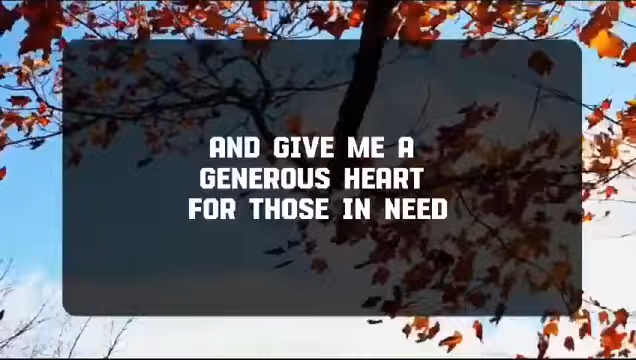 AND GIVE ME A
GENEROUS HEART
FOR THOSE IN NEED